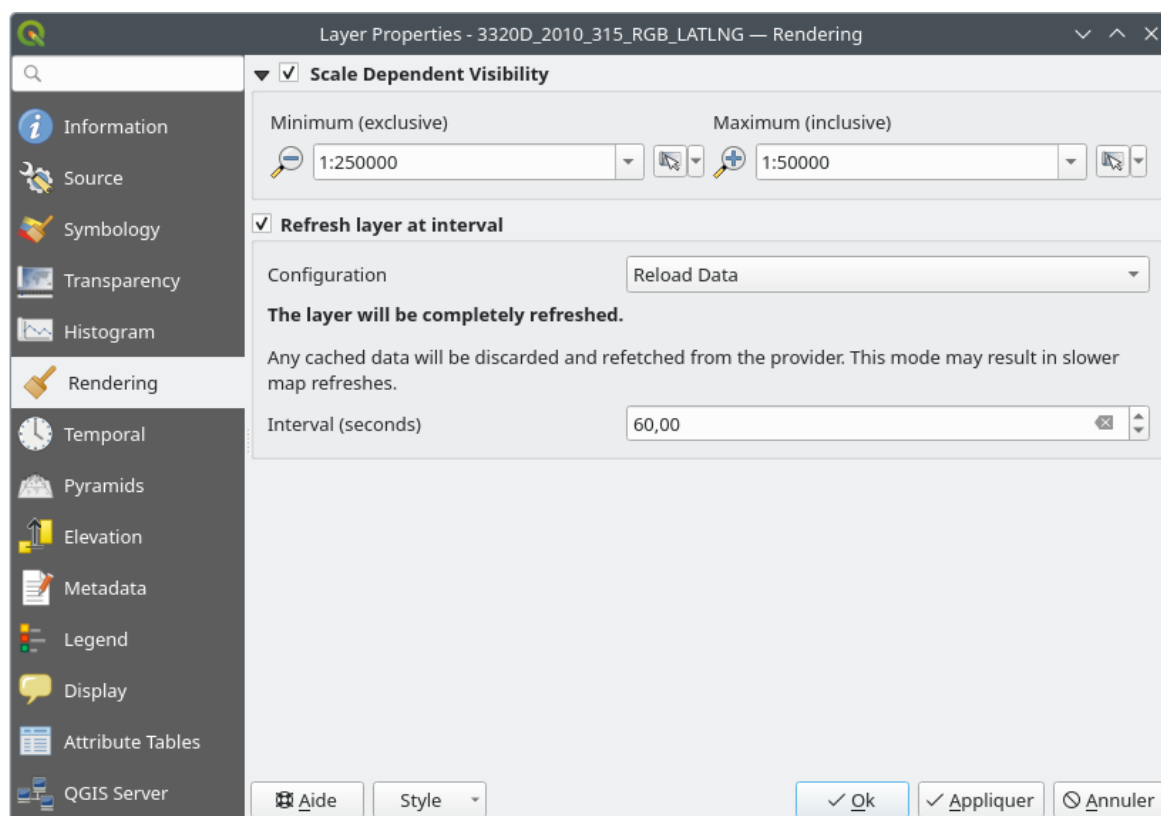 Layer Properties - 3320D_2010_315_RGB_LATLNG — Rendering
Information
Source
Symbology
Transparency
Histogram
Rendering
Temporal
Pyramids
Elevation
Metadata
Legend
Display
Attribute Tables
QGIS Server
Scale Dependent Visibility
Minimum (exclusive) Maximum (inclusive)
1:250000 1:50000
Refresh layer at interval
Configuration Reload Data
The layer will be completely refreshed.
Any cached data will be discarded and refetched from the provider. This mode may result in slower
map refreshes.
Interval (seconds) 60,00
Aide Style Ok Appliquer Annuler